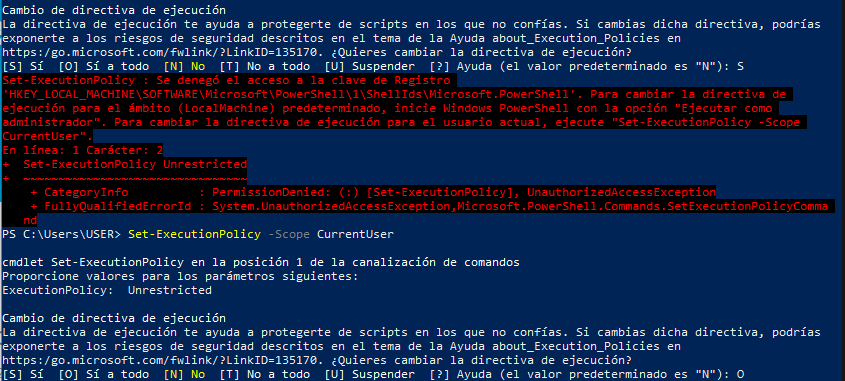 Cambio de directiva de ejecución
La directiva de ejecución te ayuda a protegerte de scripts en los que no confías. Si cambias dicha directiva, podrías
exponerte a los riesgos de seguridad descritos en el tema de la Ayuda about_Execution_Policies en
https:/go.microsoft.com/fwlink/?LinkID=135170. ¿Quieres cambiar la directiva de ejecución?
[S] Sí  [O] Sí a todo  [N] No  [T] No a todo  [U] Suspender  [?] Ayuda (el valor predeterminado es "N"): S
Set-ExecutionPolicy : Se denegó el acceso a la clave de Registro
'HKEY_LOCAL_MACHINE\SOFTWARE\Microsoft\PowerShell\1\ShellIds\Microsoft.PowerShell'. Para cambiar la directiva de
ejecución para el ámbito (LocalMachine) predeterminado, inicie Windows PowerShell con la opción "Ejecutar como
administrador". Para cambiar la directiva de ejecución para el usuario actual, ejecute "Set-ExecutionPolicy -Scope
CurrentUser".
En línea: 1 Carácter: 2
+  Set-ExecutionPolicy Unrestricted
+  ~~~~~~~~~~~~~~~~~~~~~~~~~~~~~~~~
    + CategoryInfo          : PermissionDenied: (:) [Set-ExecutionPolicy], UnauthorizedAccessException
    + FullyQualifiedErrorId : System.UnauthorizedAccessException,Microsoft.PowerShell.Commands.SetExecutionPolicyComma
   nd
PS C:\Users\USER> Set-ExecutionPolicy -Scope CurrentUser
cmdlet Set-ExecutionPolicy en la posición 1 de la canalización de comandos
Proporcione valores para los parámetros siguientes:
ExecutionPolicy:  Unrestricted
Cambio de directiva de ejecución
La directiva de ejecución te ayuda a protegerte de scripts en los que no confías. Si cambias dicha directiva, podrías
exponerte a los riesgos de seguridad descritos en el tema de la Ayuda about_Execution_Policies en
https:/go.microsoft.com/fwlink/?LinkID=135170. ¿Quieres cambiar la directiva de ejecución?
[S] Sí  [O] Sí a todo  [N] No  [T] No a todo  [U] Suspender  [?] Ayuda (el valor predeterminado es "N"): O